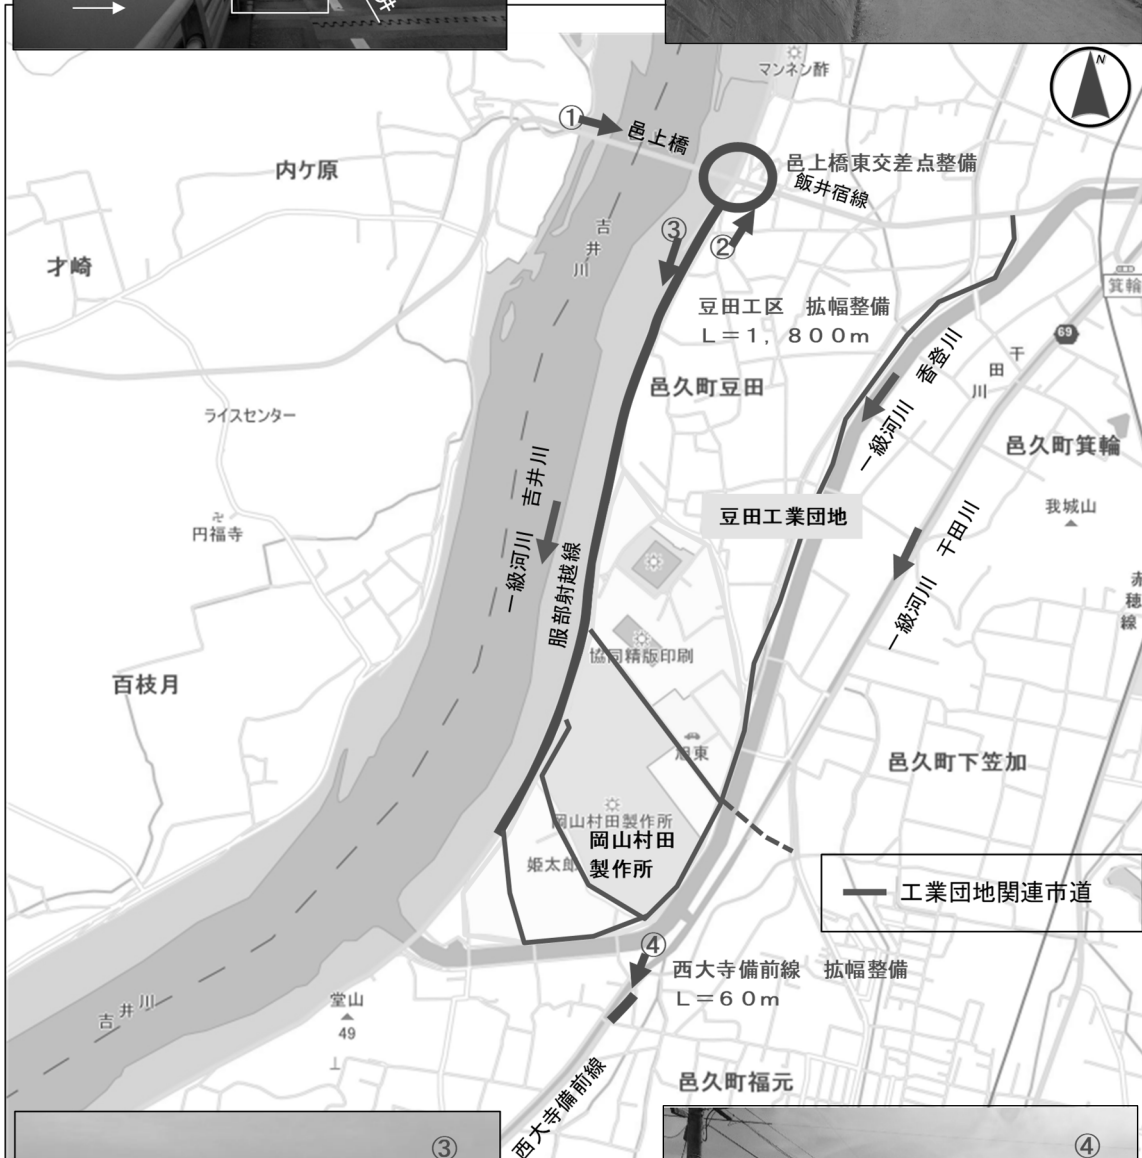 井
N
マンネン酢
①
邑上橋
邑上橋東交差点整備
飯井宿線
内ケ原
吉井川
③
②
才崎
箕輪
豆田工区　拡幅整備
Ｌ＝１，８００ｍ
69
干田川
一級河川　香登川
邑久町豆田
ライスセンター
邑久町箕輪
一級河川　吉井川
豆田工業団地
我城山
円福寺
一級河川　干田川
服部射越線
赤穂線
協同精版印刷
百枝月
旭東
邑久町下笠加
岡山村田製作所
岡山村田
製作所
姫太郎
工業団地関連市道
④
西大寺備前線　拡幅整備
Ｌ＝６０ｍ
吉井川
堂山
49
邑久町福元
西大寺備前線
③
④